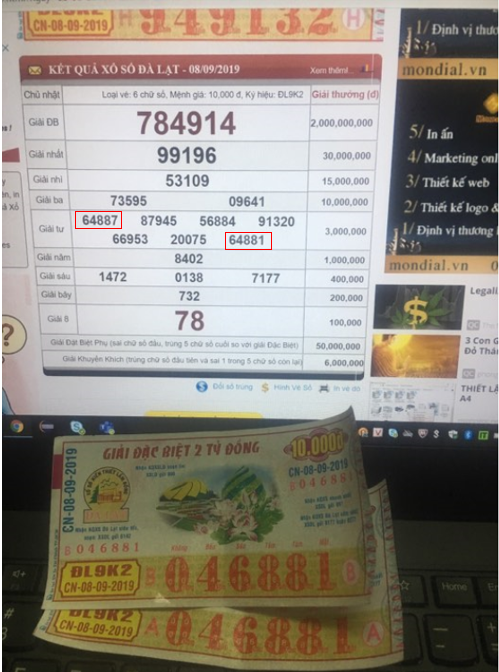 949132 H
CN-08-09-2019
1/ Định vị thươ
mondial.vn
KẾT QUẢ XỔ SỐ ĐÀ LẠT - 08/09/2019 Xem thêm!...
Chủ nhật Loại vé: 6 chữ số, Mệnh giá: 10,000 đ, Ký hiệu: ĐL9K2 Giải thưởng (đ)
Giải ĐB 784914 2,000,000,000
Giải nhất 99196 30,000,000
Giải nhì 53109 15,000,000
Giải ba 73595 09641 10,000,000
Giải tư 64887 87945 56884 91320 3,000,000
66953 20075 64881
Giải năm 8402 1,000,000
Giải sáu 1472 0138 7177 400,000
Giải bảy 732 200,000
Giải 8 78 100,000
Giải Đặt Biệt Phụ (sai chữ số đầu, trúng 5 chữ số cuối so với giải Đặc Biệt) 50,000,000
Giải Khuyến Khích (trúng chữ số đầu tiên và sai 1 trong 5 chữ số còn lại) 6,000,000
Đổi số trúng $ Hình Vé Số In vé dò
5/ In ấn
4/ Marketing onl
3/ Thiết kế web
2/ Thiết kế logo &
1/ Định vị thương l
mondial.vn 0
Legali
3 Con G
Đỏ Thán
THIẾT LẬ
A4
?
GIẢI ĐẶC BIỆT 2 TỶ ĐỒNG
10.000đ
CN-08-09-2019
CN-08-09-2019
046881
B 046881
ĐL9K2
CN-08-09-2019
B 046881 B
ĐL9K2
CN-08-09-2019
A 046881 A
Home